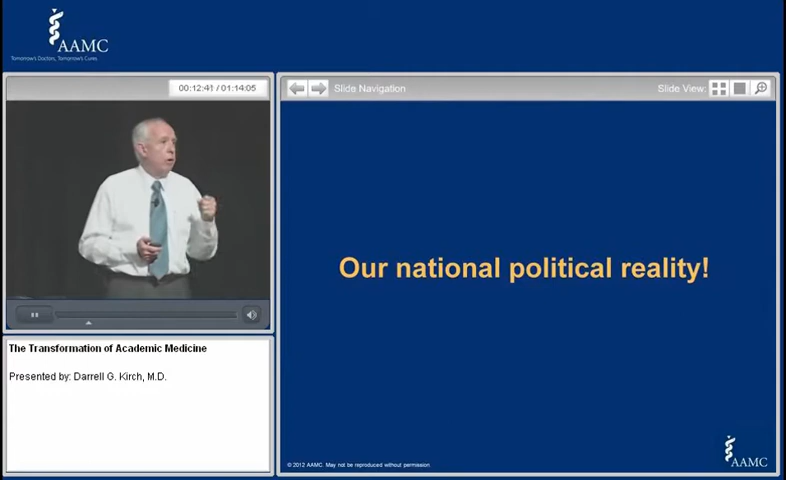 AAMC
Tomorrow's Doctors, Tomorrow's Cures
00:12:41 / 01:14:05
Slide Navigation
Slide View:
Our national political reality!
The Transformation of Academic Medicine
Presented by: Darrell G. Kirch, M.D.
© 2012 AAMC. May not be reproduced without permission.
AAMC